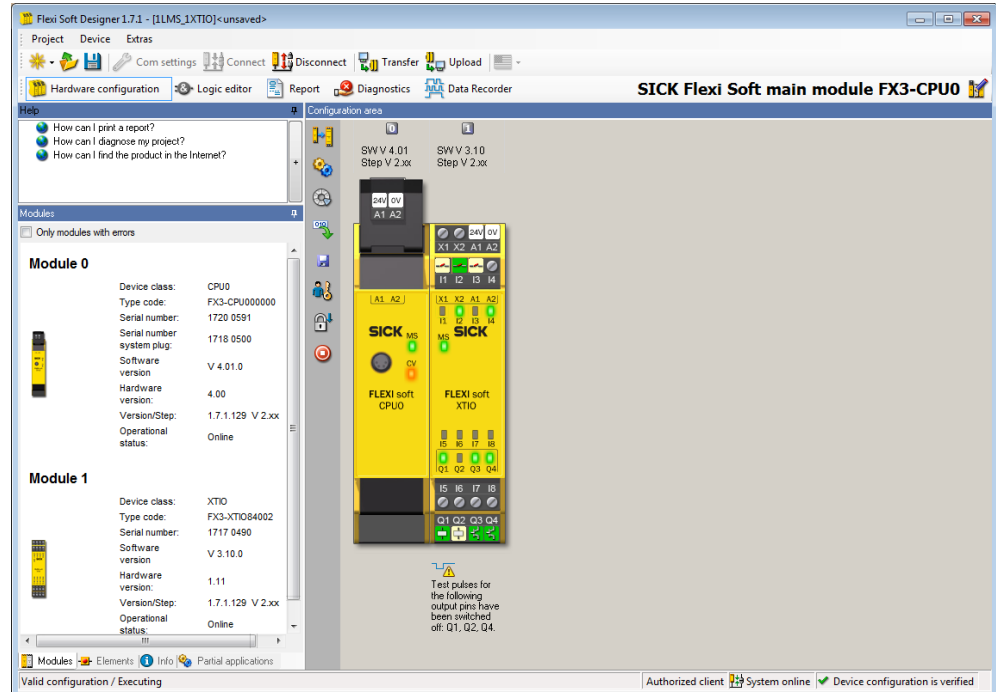 Flexi Soft Designer 1.7.1 - [1LMS_1XTIO]<unsaved>
Project Device Extras
Com settings Connect Disconnect Transfer Upload
Hardware configuration Logic editor Report Diagnostics Data Recorder SICK Flexi Soft main module FX3-CPU0
Help
How can I print a report?
How can I diagnose my project?
How can I find the product in the Internet?
Modules
Only modules with errors
Module 0
Device class: CPU0
Type code: FX3-CPU000000
Serial number: 1720 0591
Serial number
system plug: 1718 0500
Software
version V 4.01.0
Hardware
version: 4.00
Version/Step: 1.7.1.129 V 2.xx
Operational
status: Online
Module 1
Device class: XTIO
Type code: FX3-XTIO84002
Serial number: 1717 0490
Software
version V 3.10.0
Hardware
version: 1.11
Version/Step: 1.7.1.129 V 2.xx
Operational
status: Online
Modules Elements Info Partial applications
Configuration area
0 1
SW V 4.01 SW V 3.10
Step V 2.xx Step V 2.xx
24V 0V
A1 A2
24V 0V
X1 X2 A1 A2
I1 I2 I3 I4
A1 A2 X1 X2 A1 A2
I1 I2 I3 I4
SICK MS MS SICK
CV
FLEXI soft FLEXI soft
CPU0 XTIO
I5 I6 I7 I8
Q1 Q2 Q3 Q4
I5 I6 I7 I8
Q1 Q2 Q3 Q4
Test pulses for
the following
output pins have
been switched
off: Q1, Q2, Q4.
Valid configuration / Executing Authorized client System online Device configuration is verified